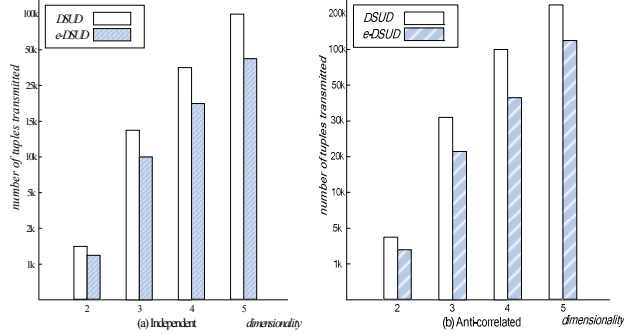 DSUD
e-DSUD
number of tuples transmitted
100k
50k
25k
15k
10k
5k
2k
1k
2 3 4 5
(a) Independent dimensionality
DSUD
e-DSUD
number of tuples transmitted
200k
100k
50k
30k
20k
10k
5k
1k
2 3 4 5
(b) Anti-correlated dimensionality